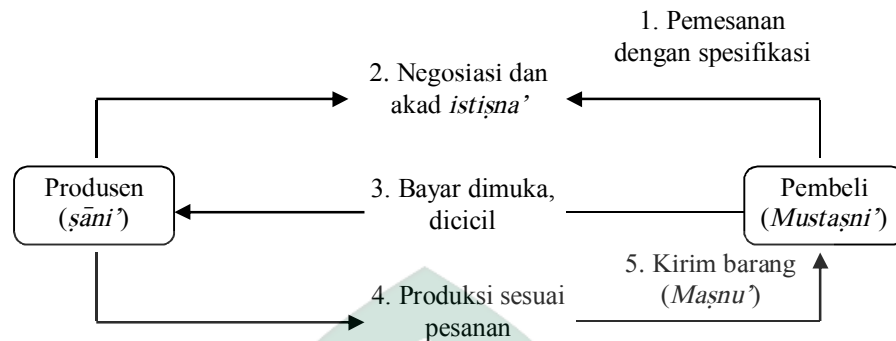 1. Pemesanan
dengan spesifikasi
2. Negosiasi dan
akad istiṣna’
Produsen
(ṣāni’)
3. Bayar dimuka,
dicicil
Pembeli
(Mustaṣni’)
4. Produksi sesuai
pesanan
5. Kirim barang
(Maṣnu’)